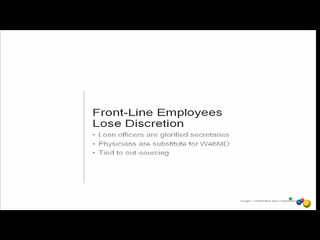 Front-Line Employees
Lose Discretion
• Loan officers are glorified secretaries
• Physicians are substitute for WebMD
• Tied to out-sourcing